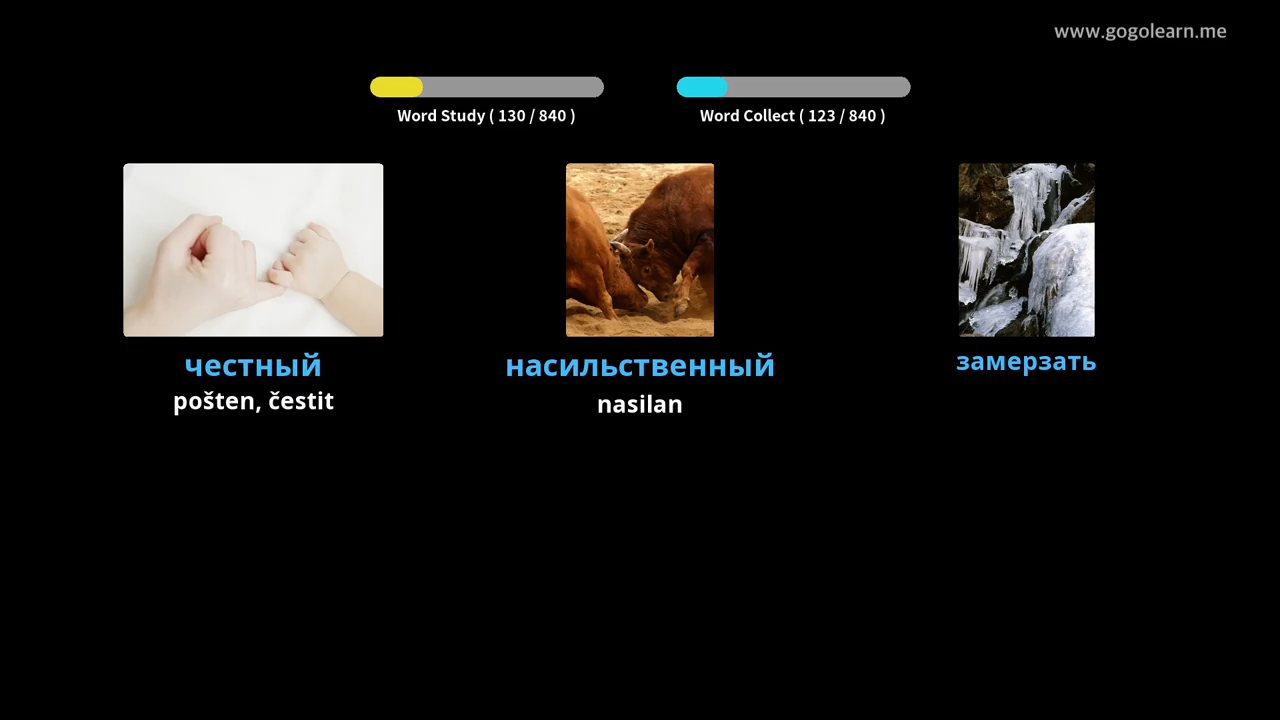 www.gogolearn.me
Word Study ( 130 / 840 )
Word Collect ( 123 / 840 )
честный
pošten, čestit
насильственный
nasilan
замерзать